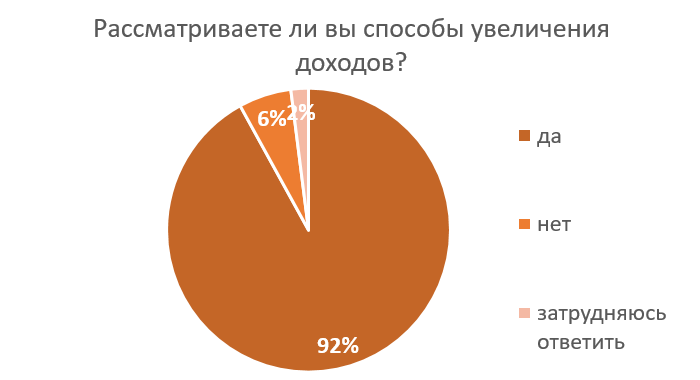 Рассматриваете ли вы способы увеличения
доходов?
6%
2%
92%
да
нет
затрудняюсь
ответить